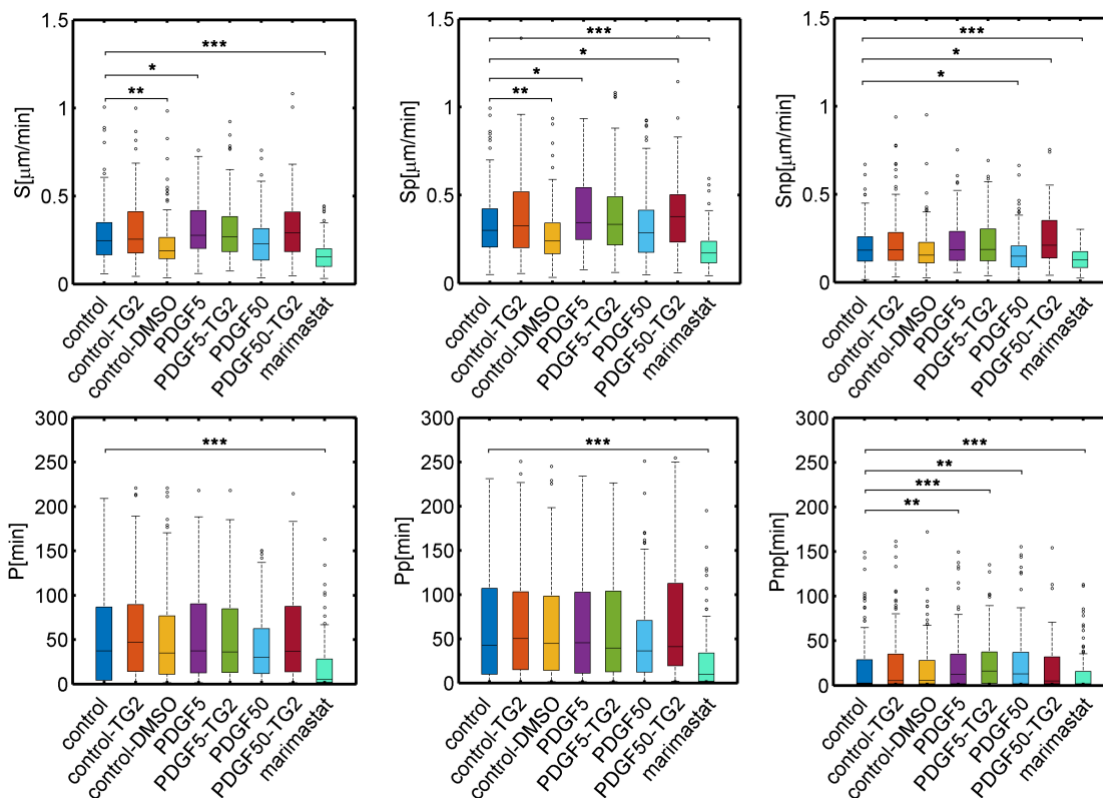 1.5
1
0.5
0
S[μm/min]
***
*
**
control
control-TG2
control-DMSO
PDGF5
PDGF5-TG2
PDGF50
PDGF50-TG2
marimastat
1.5
1
0.5
0
Sp[μm/min]
***
*
*
**
control
control-TG2
control-DMSO
PDGF5
PDGF5-TG2
PDGF50
PDGF50-TG2
marimastat
1.5
1
0.5
0
Snp[μm/min]
***
*
*
control
control-TG2
control-DMSO
PDGF5
PDGF5-TG2
PDGF50
PDGF50-TG2
marimastat
300
250
200
150
100
50
0
P[min]
***
control
control-TG2
control-DMSO
PDGF5
PDGF5-TG2
PDGF50
PDGF50-TG2
marimastat
300
250
200
150
100
50
0
Pp[min]
***
control
control-TG2
control-DMSO
PDGF5
PDGF5-TG2
PDGF50
PDGF50-TG2
marimastat
300
250
200
150
100
50
0
Pnp[min]
***
**
***
**
control
control-TG2
control-DMSO
PDGF5
PDGF5-TG2
PDGF50
PDGF50-TG2
marimastat